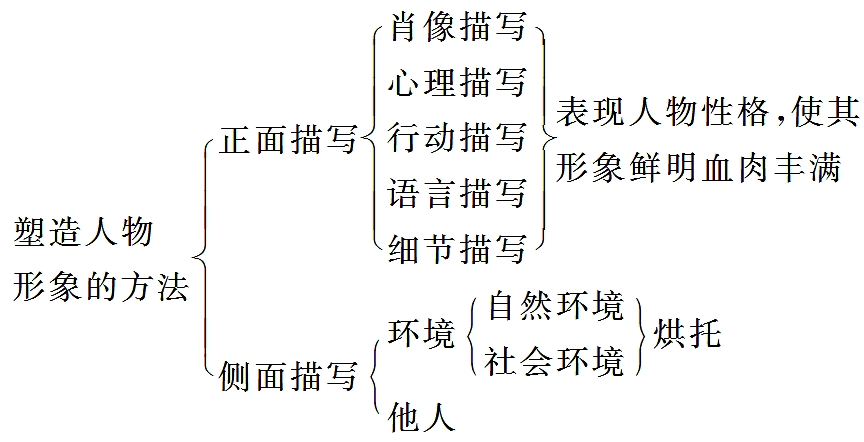 塑造人物
形象的方法
正面描写
肖像描写
心理描写
行动描写
语言描写
细节描写
表现人物性格,使其
形象鲜明血肉丰满
侧面描写
环境
自然环境
社会环境
烘托
他人